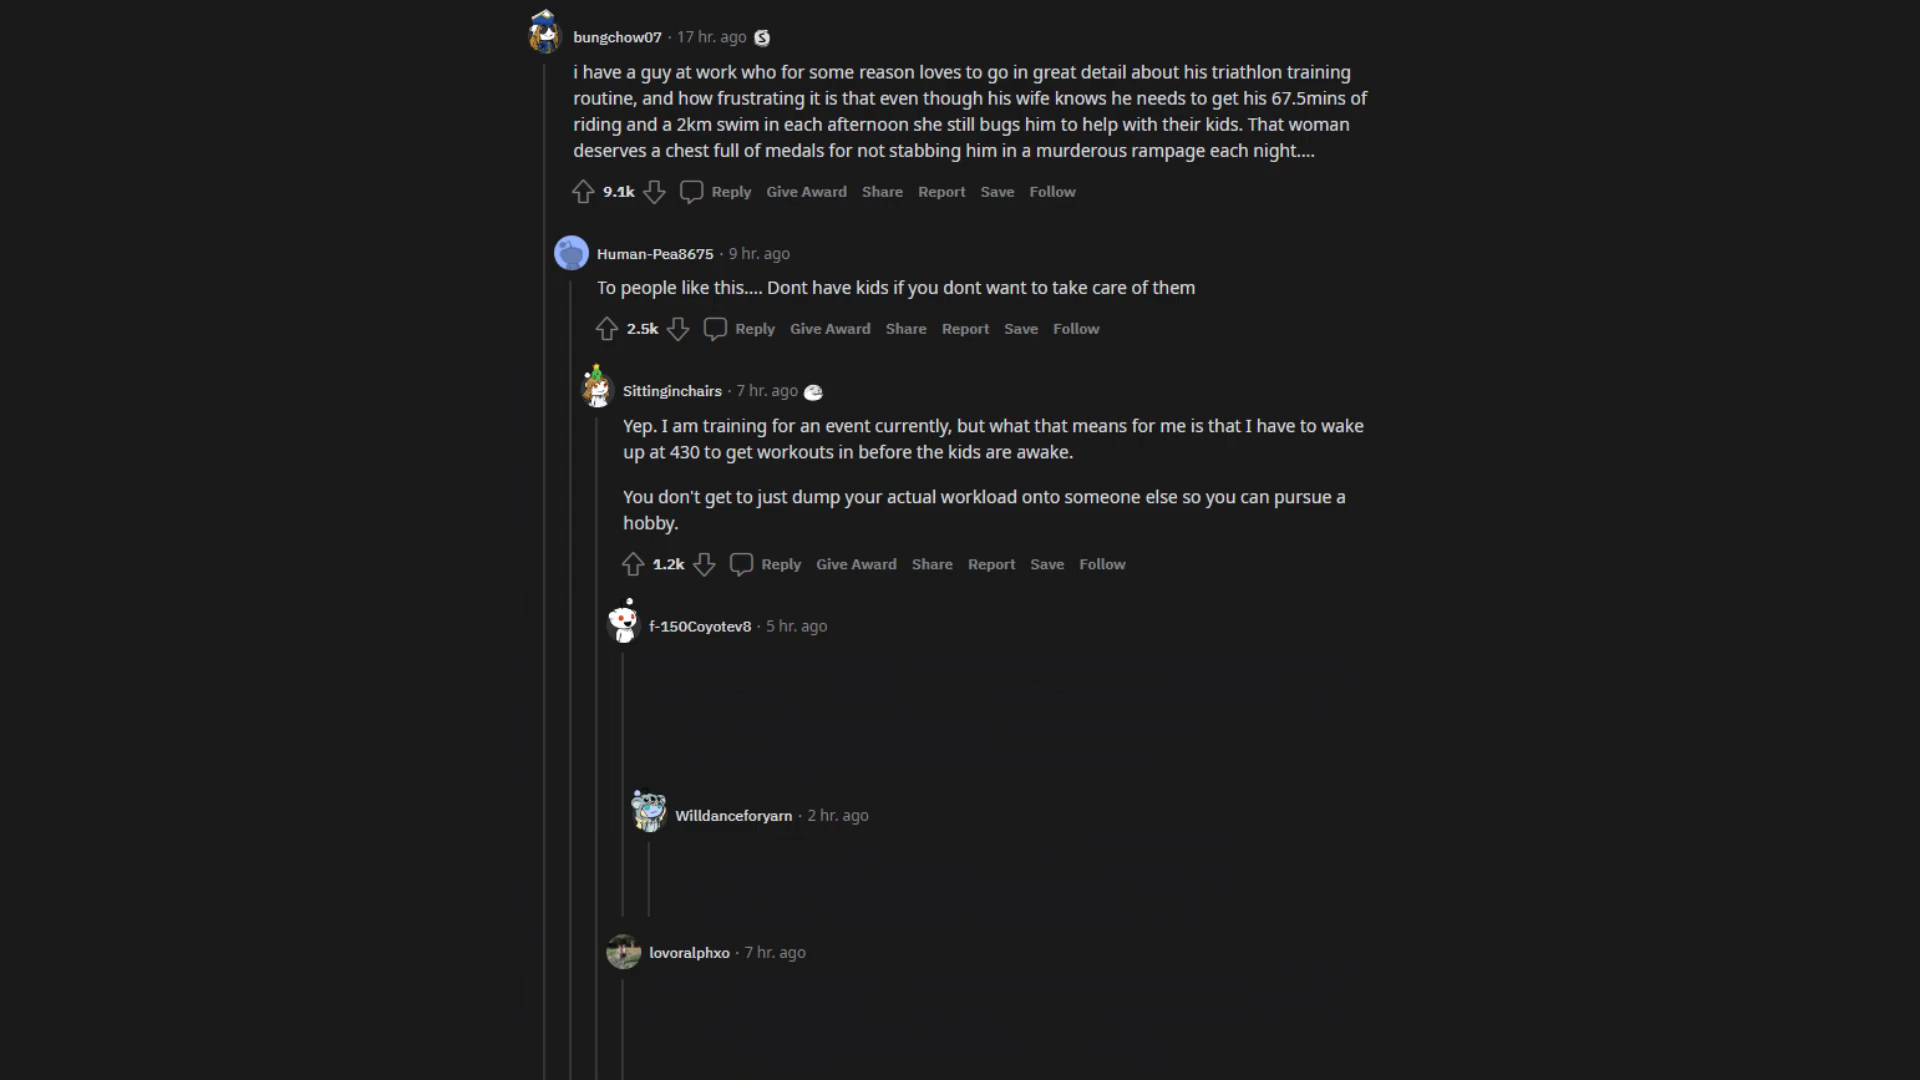 bungchow07 · 17 hr. ago
i have a guy at work who for some reason loves to go in great detail about his triathlon training
routine, and how frustrating it is that even though his wife knows he needs to get his 67.5mins of
riding and a 2km swim in each afternoon she still bugs him to help with their kids. That woman
deserves a chest full of medals for not stabbing him in a murderous rampage each night....
9.1k Reply Give Award Share Report Save Follow
Human-Pea8675 · 9 hr. ago
To people like this.... Dont have kids if you dont want to take care of them
2.5k Reply Give Award Share Report Save Follow
Sittinginchairs · 7 hr. ago
Yep. I am training for an event currently, but what that means for me is that I have to wake
up at 430 to get workouts in before the kids are awake.
You don't get to just dump your actual workload onto someone else so you can pursue a
hobby.
1.2k Reply Give Award Share Report Save Follow
f-150Coyotev8 · 5 hr. ago
Willdanceforyarn · 2 hr. ago
lovoralphxo · 7 hr. ago